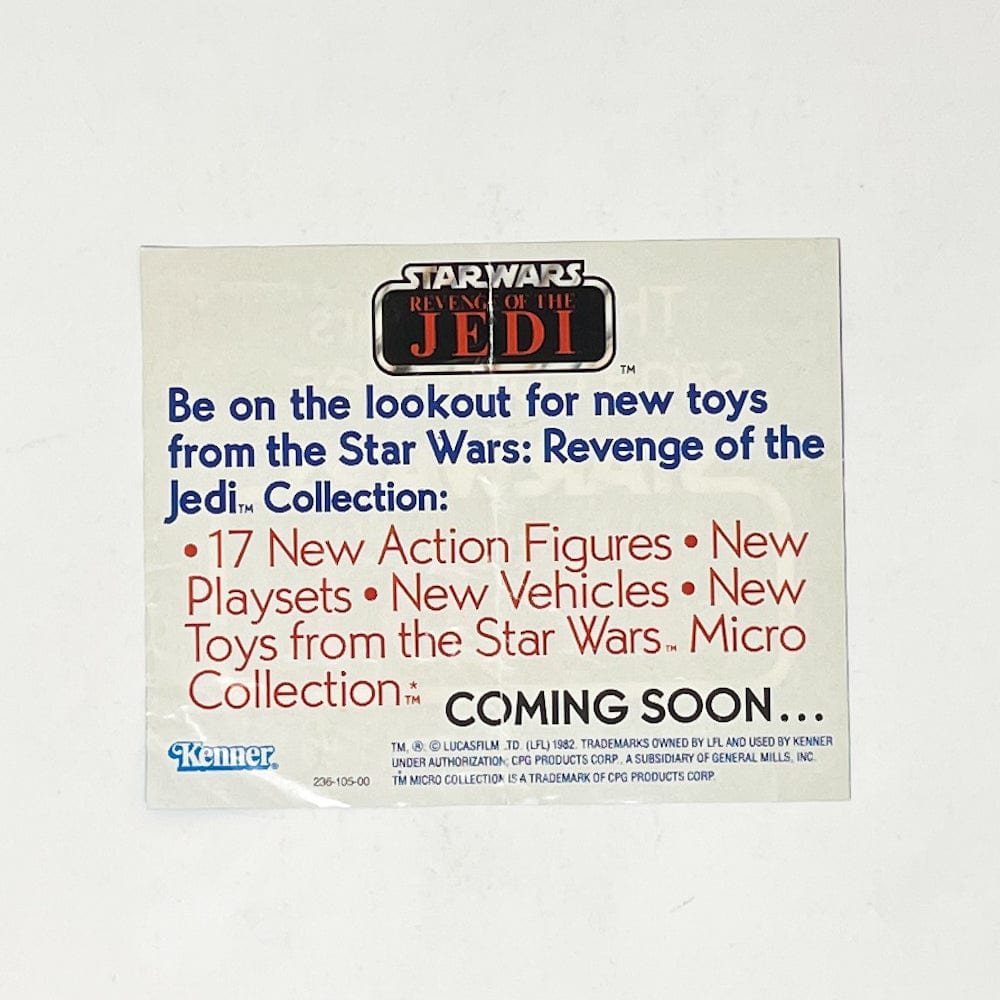 STAR WARS
REVENGE OF THE
JEDI
TM
Be on the lookout for new toys
from the Star Wars: Revenge of the
Jedi™ Collection:
• 17 New Action Figures • New
Playsets • New Vehicles • New
Toys from the Star Wars™ Micro
Collection*™
COMING SOON...
Kenner®
236-105-00
TM, ®, © LUCASFILM LTD. (LFL) 1982. TRADEMARKS OWNED BY LFL AND USED BY KENNER
UNDER AUTHORIZATION; CPG PRODUCTS CORP., A SUBSIDIARY OF GENERAL MILLS, INC.
*TM MICRO COLLECTION IS A TRADEMARK OF CPG PRODUCTS CORP.